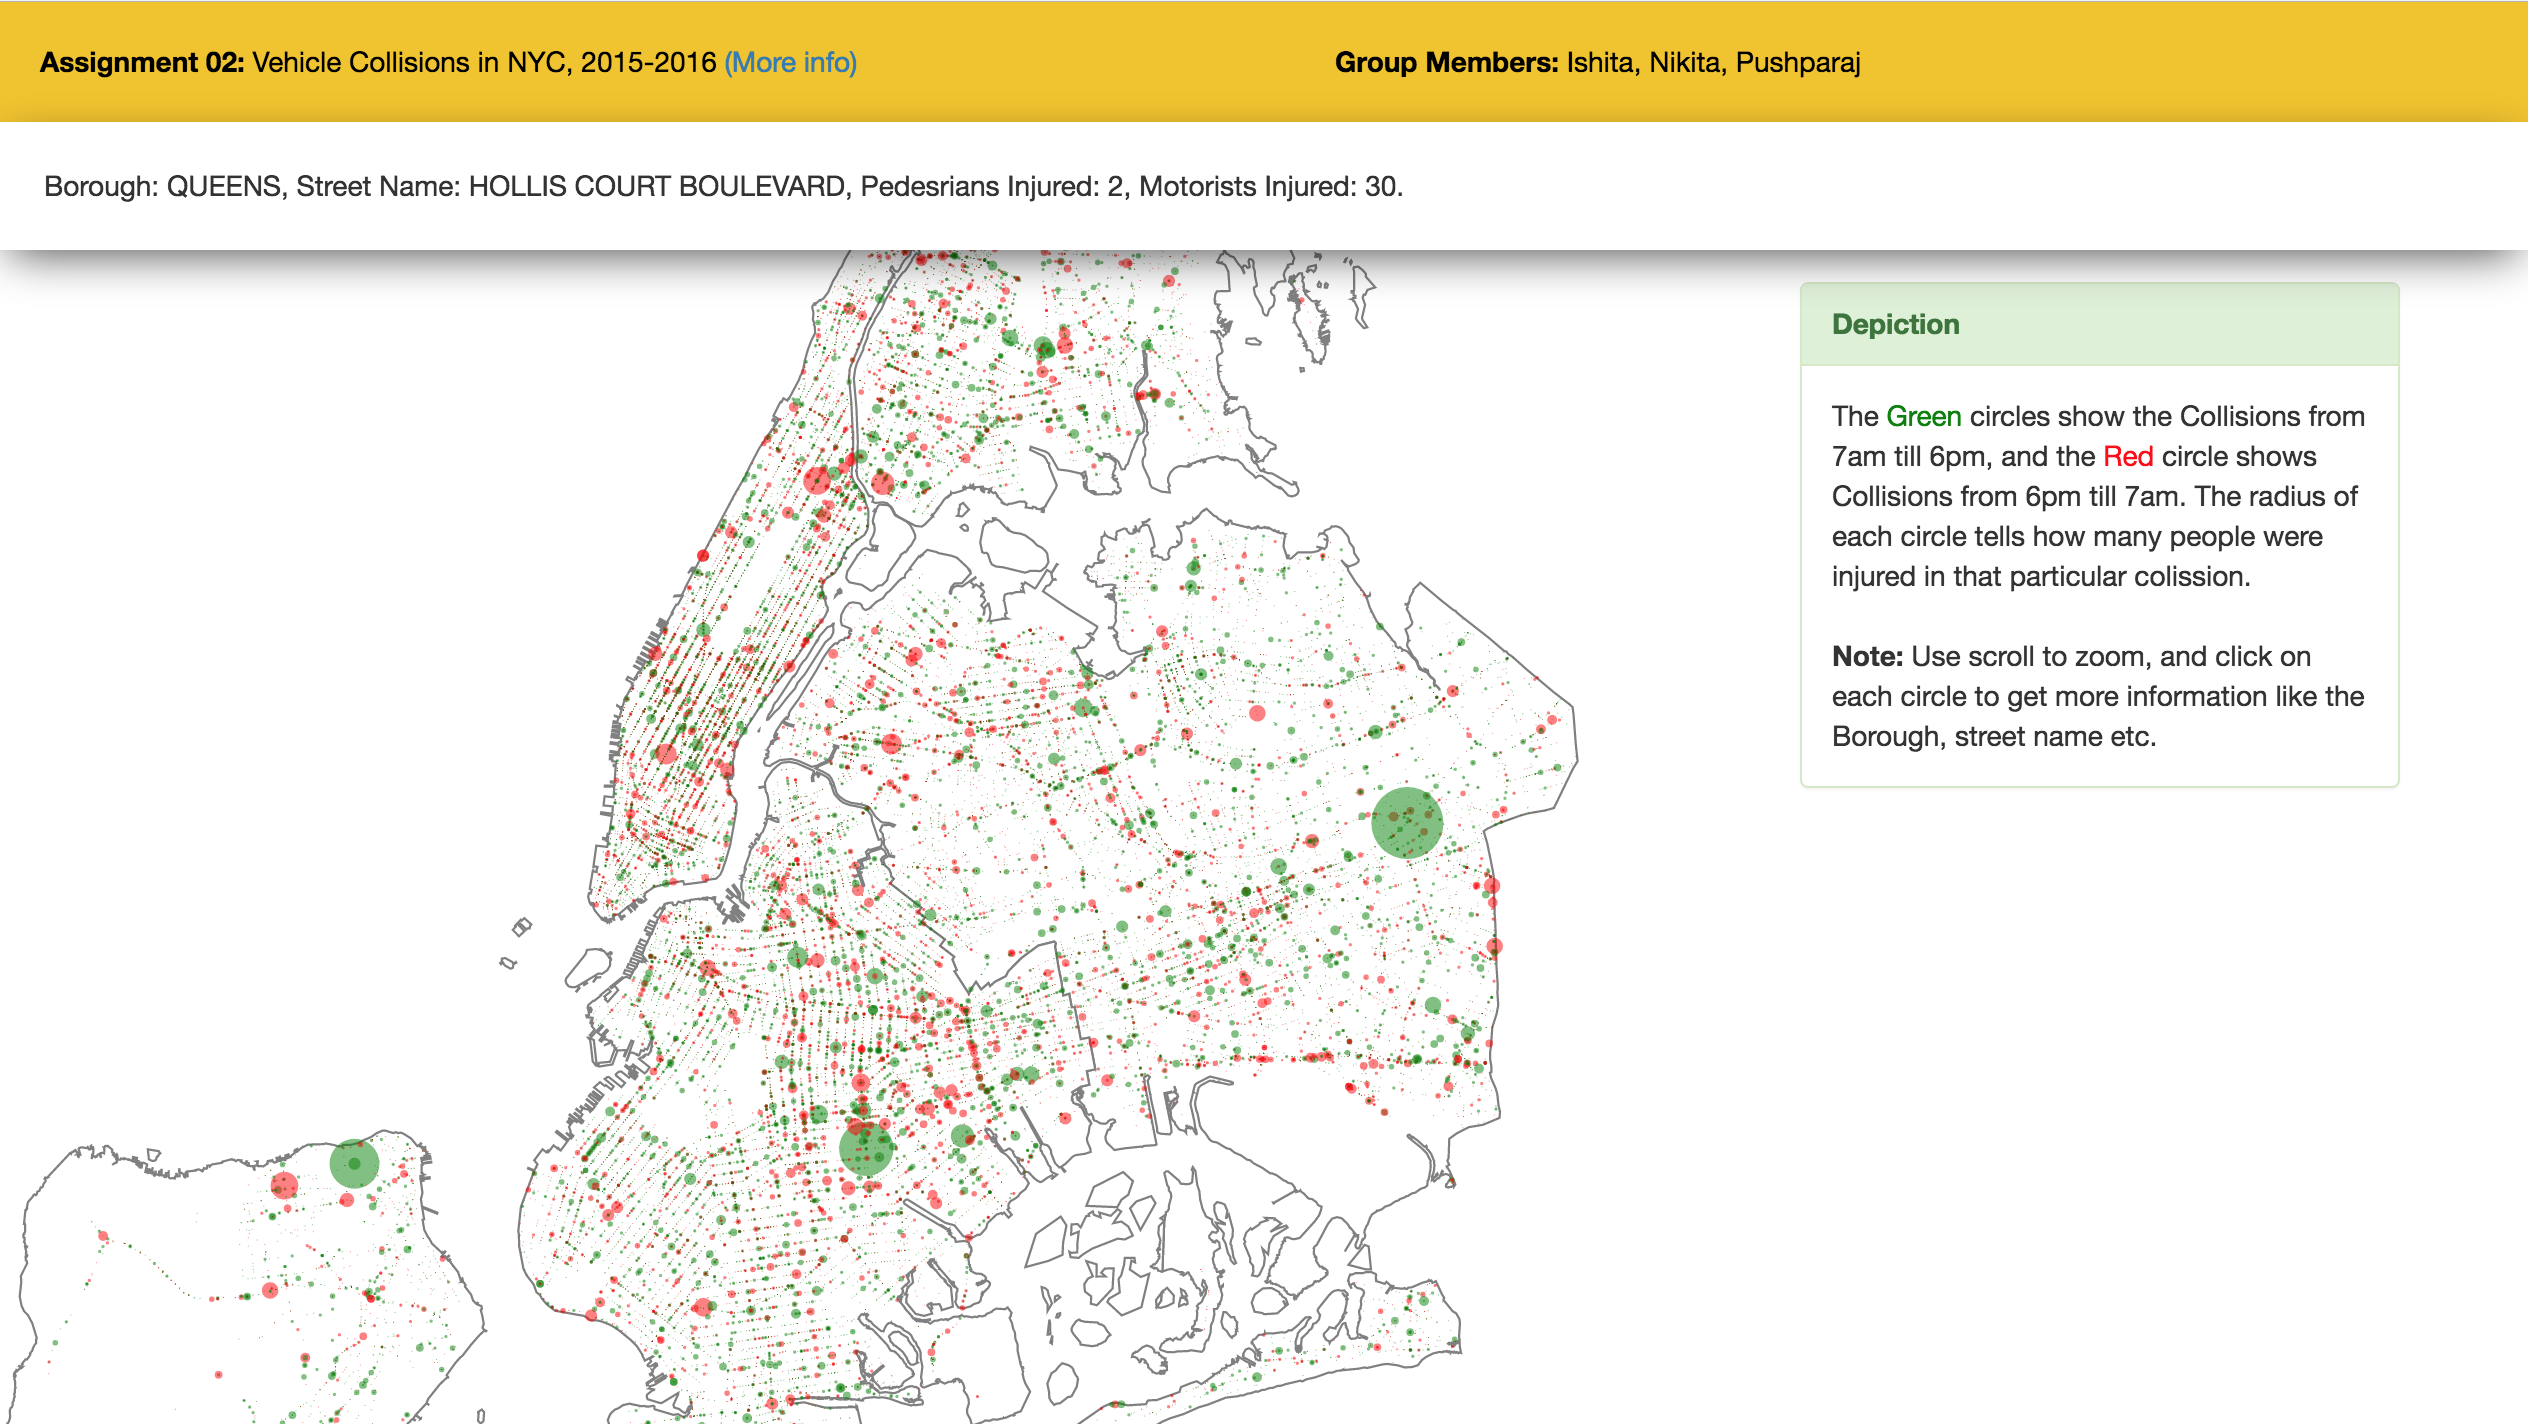 Assignment 02: Vehicle Collisions in NYC, 2015-2016 (More info)
Group Members: Ishita, Nikita, Pushparaj
Borough: QUEENS, Street Name: HOLLIS COURT BOULEVARD, Pedesrians Injured: 2, Motorists Injured: 30.
Depiction
The Green circles show the Collisions from
7am till 6pm, and the Red circle shows
Collisions from 6pm till 7am. The radius of
each circle tells how many people were
injured in that particular colission.
Note: Use scroll to zoom, and click on
each circle to get more information like the
Borough, street name etc.